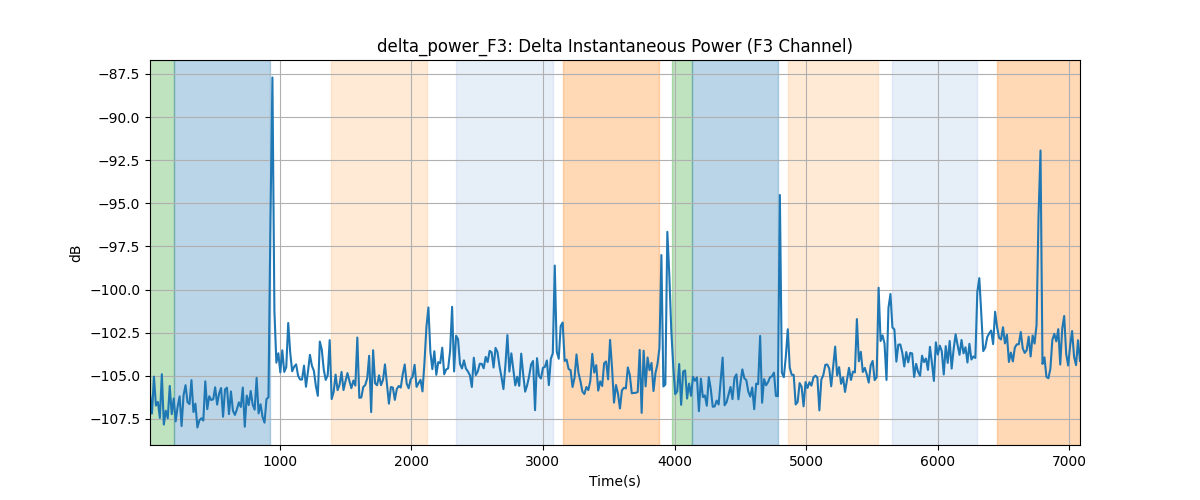 delta_power_F3: Delta Instantaneous Power (F3 Channel)
−87.5
−90.0
−92.5
−95.0
−97.5
−100.0
−102.5
−105.0
−107.5
dB
1000 2000 3000 4000 5000 6000 7000
Time(s)